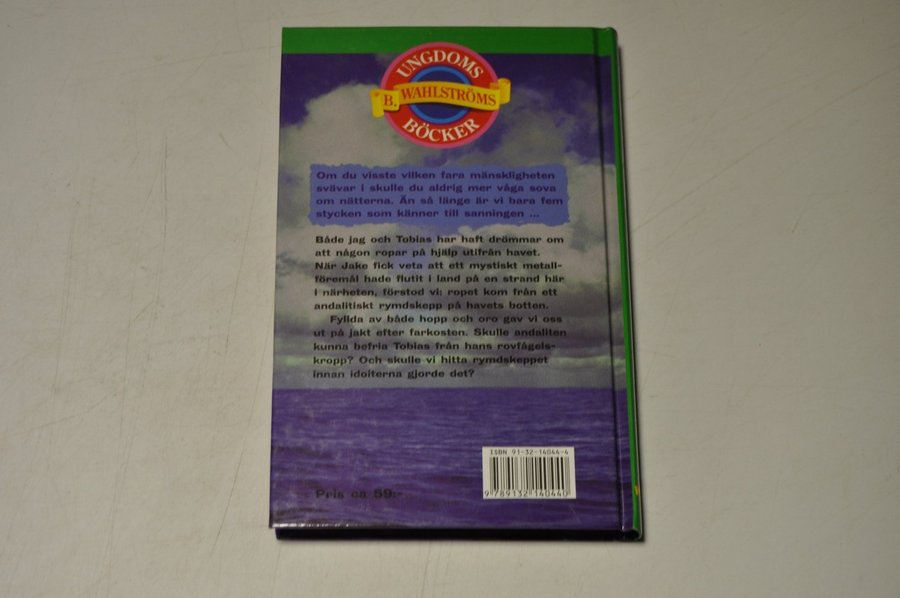 UNGDOMS
B. WAHLSTRÖMS
BÖCKER
Om du visste vilken fara mänskligheten
svävar i skulle du aldrig mer våga sova
om nätterna. Än så länge är vi bara fem
stycken som känner till sanningen ...
Både jag och Tobias har haft drömmar om
att någon ropar på hjälp utifrån havet.
När Jake fick veta att ett mystiskt metall-
föremål hade flutit i land på en strand här
i närheten, förstod vi: ropet kom från ett
andalitiskt rymdskepp på havets botten.
Fyllda av både hopp och oro gav vi oss
ut på jakt efter farkosten. Skulle andaliten
kunna befria Tobias från hans rovfågels-
kropp? Och skulle vi hitta rymdskeppet
innan idoiterna gjorde det?
ISBN 91-32-14044-4
9 789132 140440
Pris ca 59:-